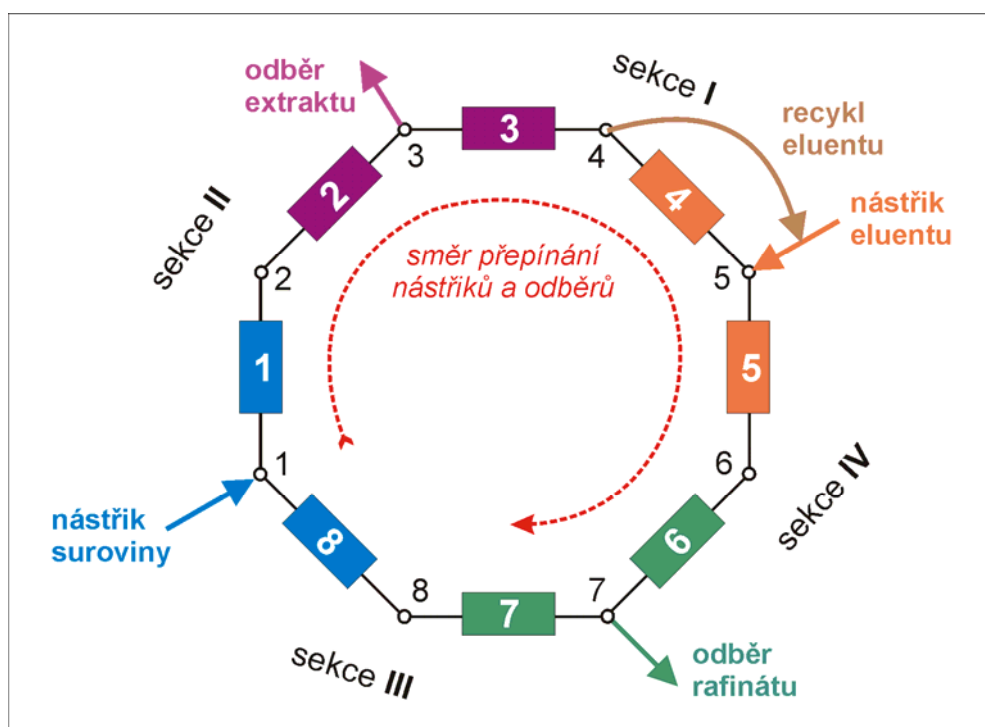 odběr
extraktu
sekce I
recykl
eluentu
3
3
4
2
4
sekce II
nástřik
eluentu
směr přepínání
nástřiků a odběrů
2
5
1
5
1
6
sekce IV
nástřik
suroviny
8
6
8
7
7
sekce III
odběr
rafinátu